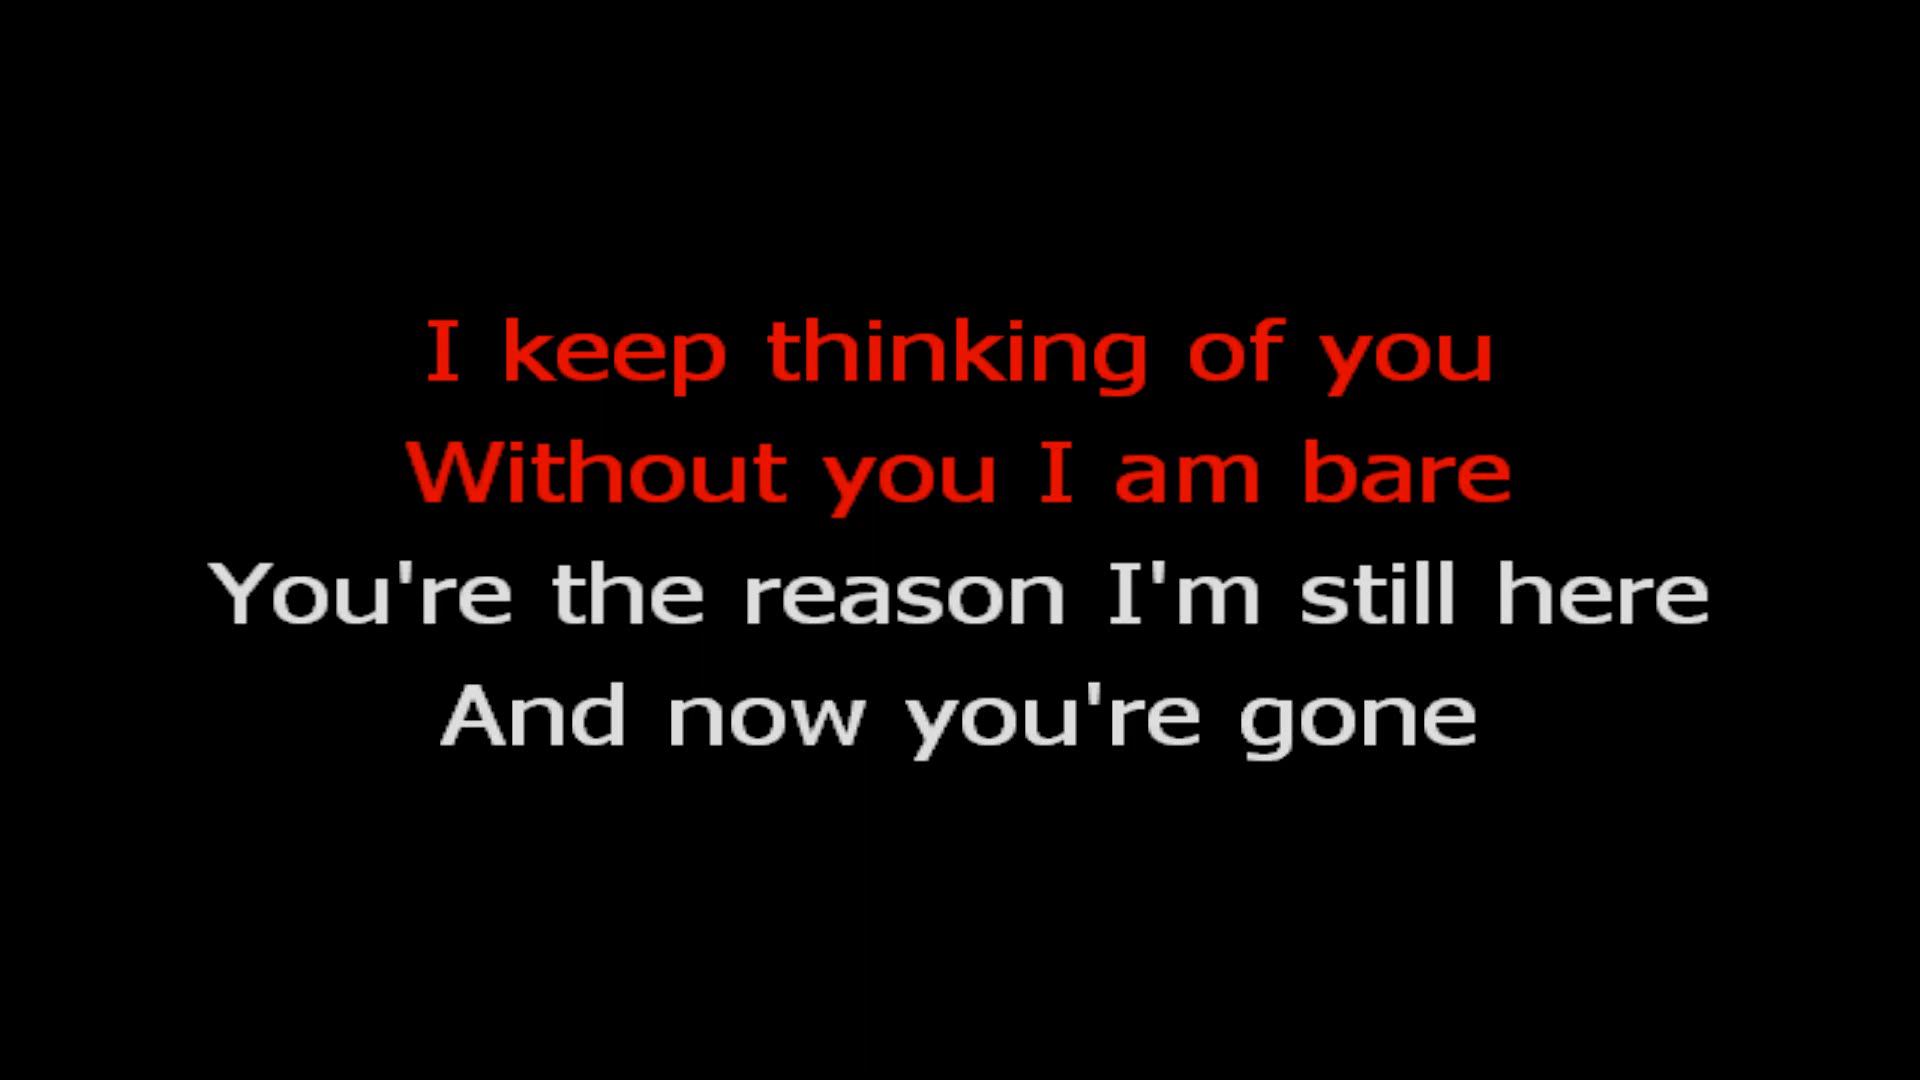 I keep thinking of you
Without you I am bare
You're the reason I'm still here
And now you're gone